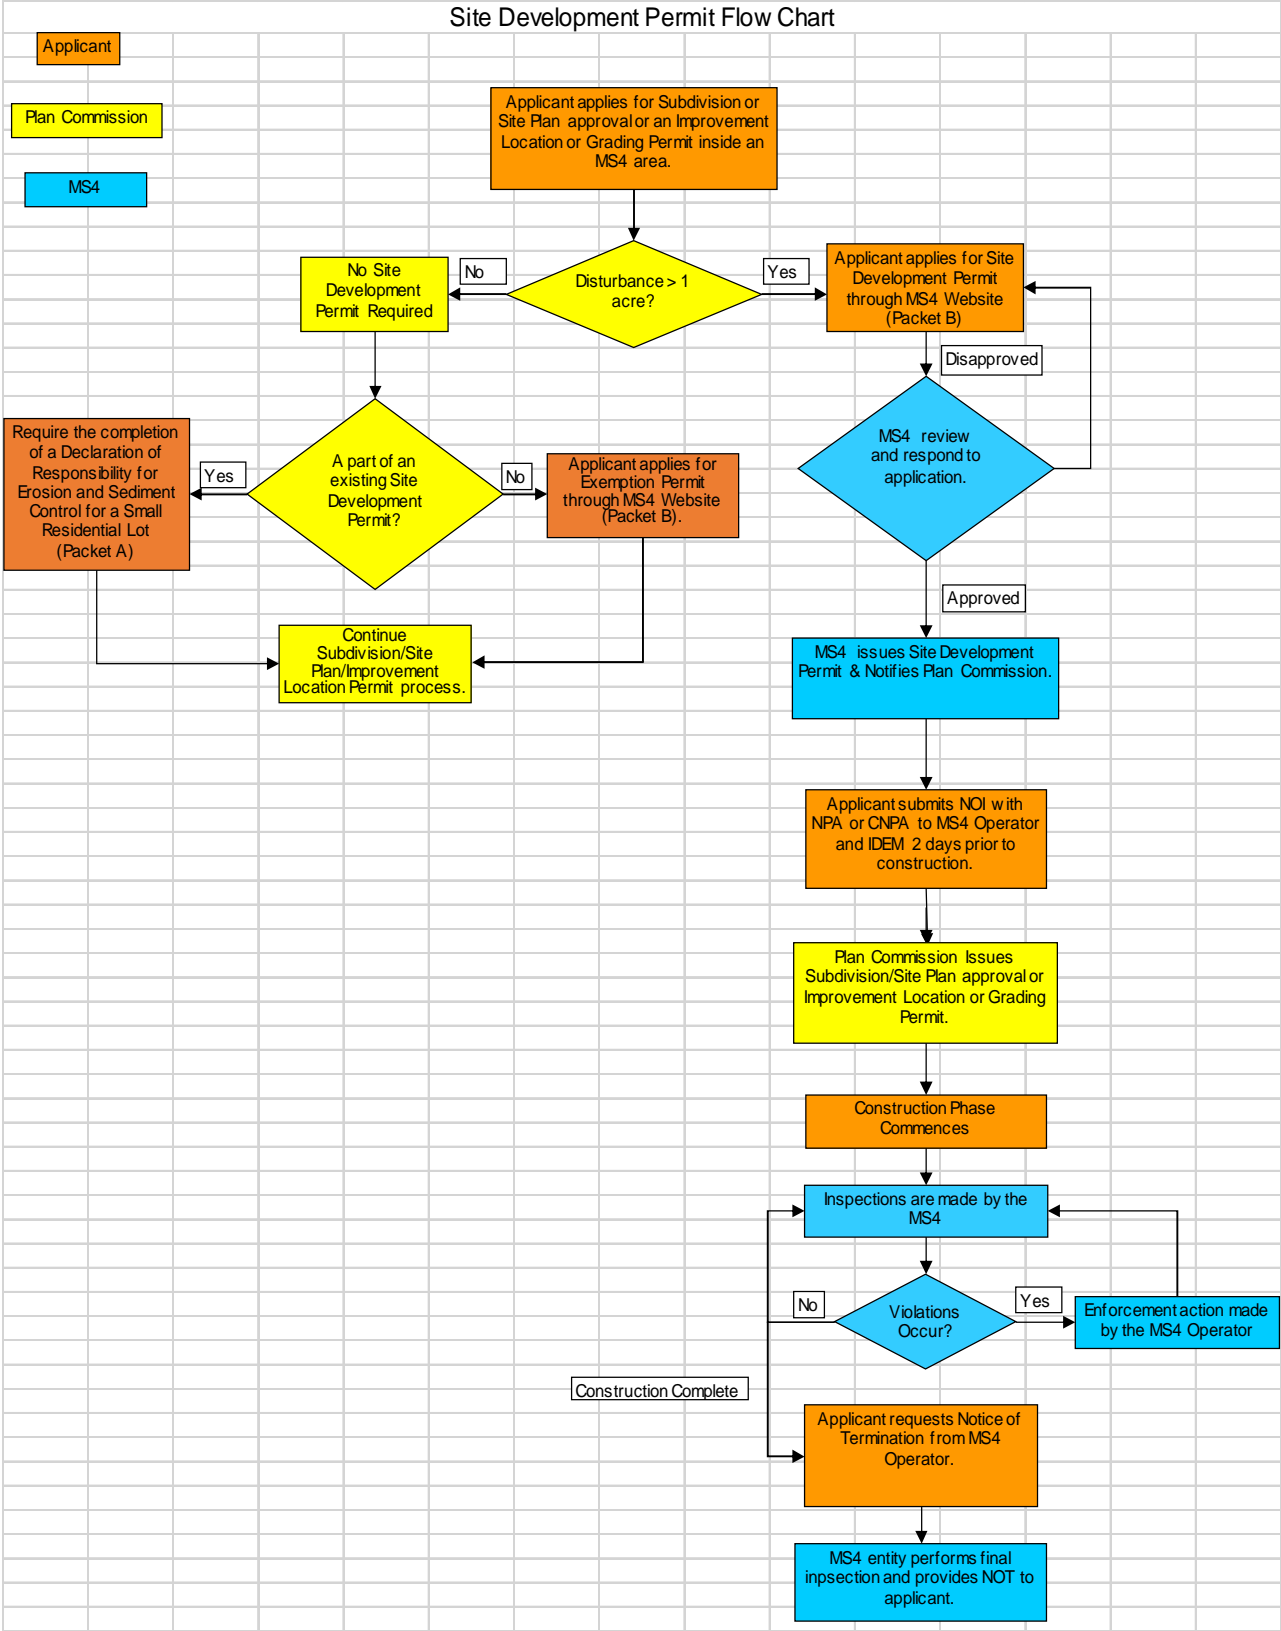 Site Development Permit Flow Chart
Applicant
Plan Commission
MS4
Applicant applies for Subdivision or
Site Plan approval or an Improvement
Location or Grading Permit inside an
MS4 area.
Disturbance > 1
acre?
No
Yes
No Site
Development
Permit Required
Applicant applies for Site
Development Permit
through MS4 Website
(Packet B)
Disapproved
MS4 review
and respond to
application.
Approved
A part of an
existing Site
Development
Permit?
Yes
No
Require the completion
of a Declaration of
Responsibility for
Erosion and Sediment
Control for a Small
Residential Lot
(Packet A)
Applicant applies for
Exemption Permit
through MS4 Website
(Packet B).
Continue
Subdivision/Site
Plan/Improvement
Location Permit process.
MS4 issues Site Development
Permit & Notifies Plan Commission.
Applicant submits NOI with
NPA or CNPA to MS4 Operator
and IDEM 2 days prior to
construction.
Plan Commission Issues
Subdivision/Site Plan approval or
Improvement Location or Grading
Permit.
Construction Phase
Commences
Inspections are made by the
MS4
Violations
Occur?
No
Yes
Enforcement action made
by the MS4 Operator
Construction Complete
Applicant requests Notice of
Termination from MS4
Operator.
MS4 entity performs final
inpsection and provides NOT to
applicant.